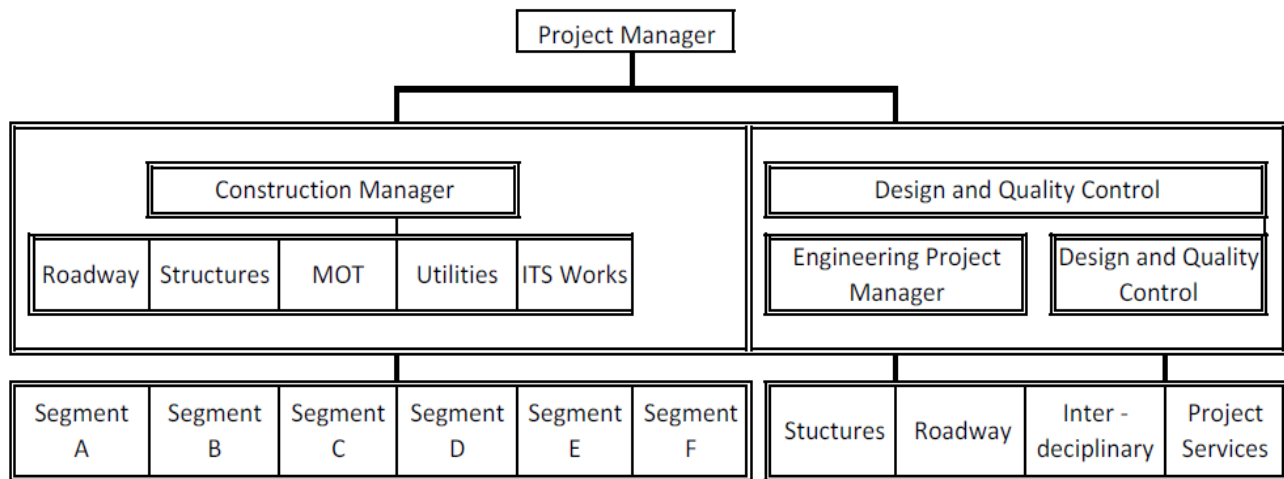 Project Manager
Construction Manager
Design and Quality Control
Roadway
Structures
MOT
Utilities
ITS Works
Engineering Project
Manager
Design and Quality
Control
Segment
A
Segment
B
Segment
C
Segment
D
Segment
E
Segment
F
Stuctures
Roadway
Inter -
deciplinary
Project
Services